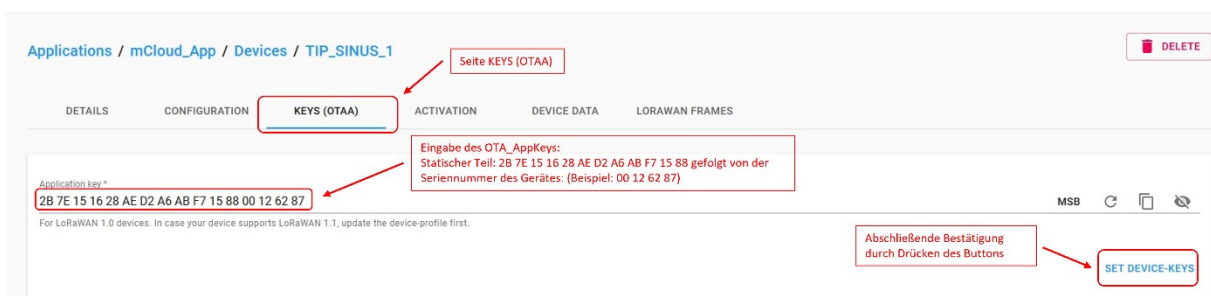 Applications / mCloud_App / Devices / TIP_SINUS_1
DELETE
Seite KEYS (OTAA)
DETAILS CONFIGURATION KEYS (OTAA) ACTIVATION DEVICE DATA LORAWAN FRAMES
Eingabe des OTA_AppKeys:
Statischer Teil: 2B 7E 15 16 28 AE D2 A6 AB F7 15 88 gefolgt von der
Seriennummer des Gerätes: (Beispiel: 00 12 62 87)
Application key *
2B 7E 15 16 28 AE D2 A6 AB F7 15 88 00 12 62 87
MSB
For LoRaWAN 1.0 devices. In case your device supports LoRaWAN 1.1, update the device-profile first.
Abschließende Bestätigung
durch Drücken des Buttons
SET DEVICE-KEYS